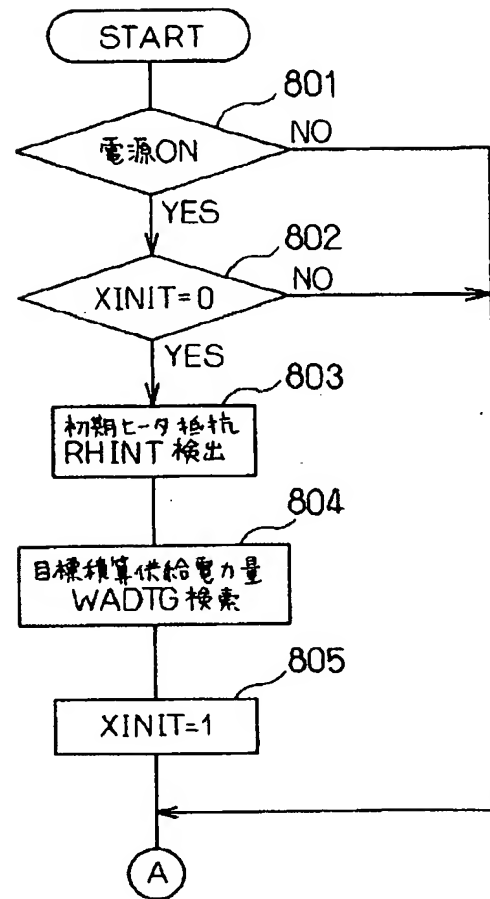 START
801
電源ON
NO
YES
802
XINIT=0
NO
YES
803
初期ヒータ抵抗
RHINT 検出
804
目標積算供給電力量
WADTG 検索
805
XINIT=1
A